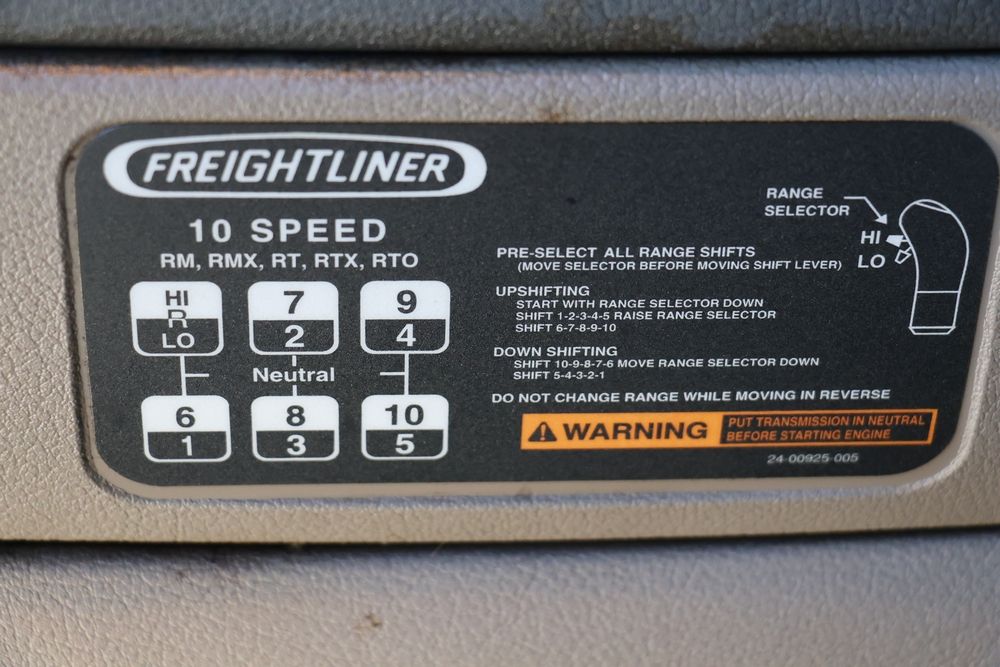 FREIGHTLINER
10 SPEED
RM, RMX, RT, RTX, RTO
HI
R
LO
7
2
9
4
Neutral
6
1
8
3
10
5
RANGE
SELECTOR
HI
LO
PRE-SELECT ALL RANGE SHIFTS
(MOVE SELECTOR BEFORE MOVING SHIFT LEVER)
UPSHIFTING
START WITH RANGE SELECTOR DOWN
SHIFT 1-2-3-4-5 RAISE RANGE SELECTOR
SHIFT 6-7-8-9-10
DOWN SHIFTING
SHIFT 10-9-8-7-6 MOVE RANGE SELECTOR DOWN
SHIFT 5-4-3-2-1
DO NOT CHANGE RANGE WHILE MOVING IN REVERSE
WARNING
PUT TRANSMISSION IN NEUTRAL
BEFORE STARTING ENGINE
24-00925-005